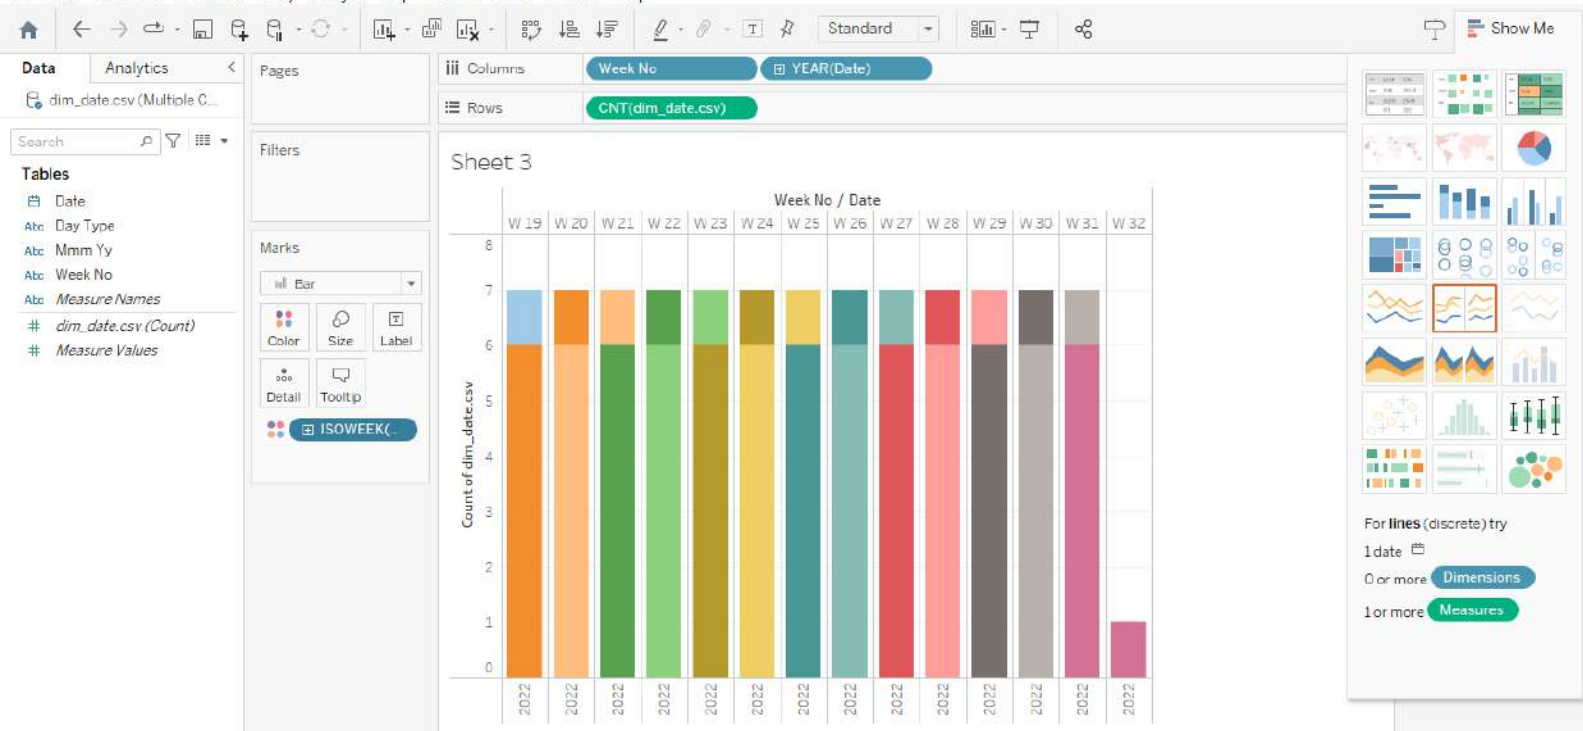 Standard
Show Me
Data
Analytics
dim_date.csv (Multiple C...
Search
Tables
Date
Abc Day Type
Abc Mmm Yy
Abc Week No
Abc Measure Names
# dim_date.csv (Count)
# Measure Values
Pages
Filters
Marks
Bar
Color Size Label
Detail Tooltip
ISOWEEK(..
Columns Week No YEAR(Date)
Rows CNT(dim_date.csv)
Sheet 3
Week No / Date
W 19 W 20 W 21 W 22 W 23 W 24 W 25 W 26 W 27 W 28 W 29 W 30 W 31 W 32
8
7
6
5
4
3
2
1
0
Count of dim_date.csv
2022 2022 2022 2022 2022 2022 2022 2022 2022 2022 2022 2022 2022 2022
For lines (discrete) try
1 date
0 or more Dimensions
1 or more Measures